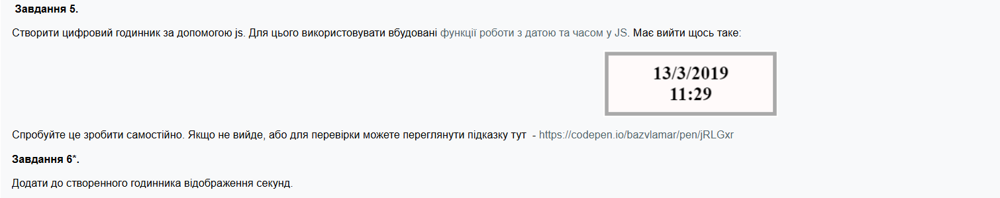 Завдання 5.
Створити цифровий годинник за допомогою js. Для цього використовувати вбудовані функції роботи з датою та часом у JS. Має вийти щось таке:
13/3/2019
11:29
Спробуйте це зробити самостійно. Якщо не вийде, або для перевірки можете переглянути підказку тут - https://codepen.io/bazvlamar/pen/jRLGxr
Завдання 6*.
Додати до створенного годинника відображення секунд.